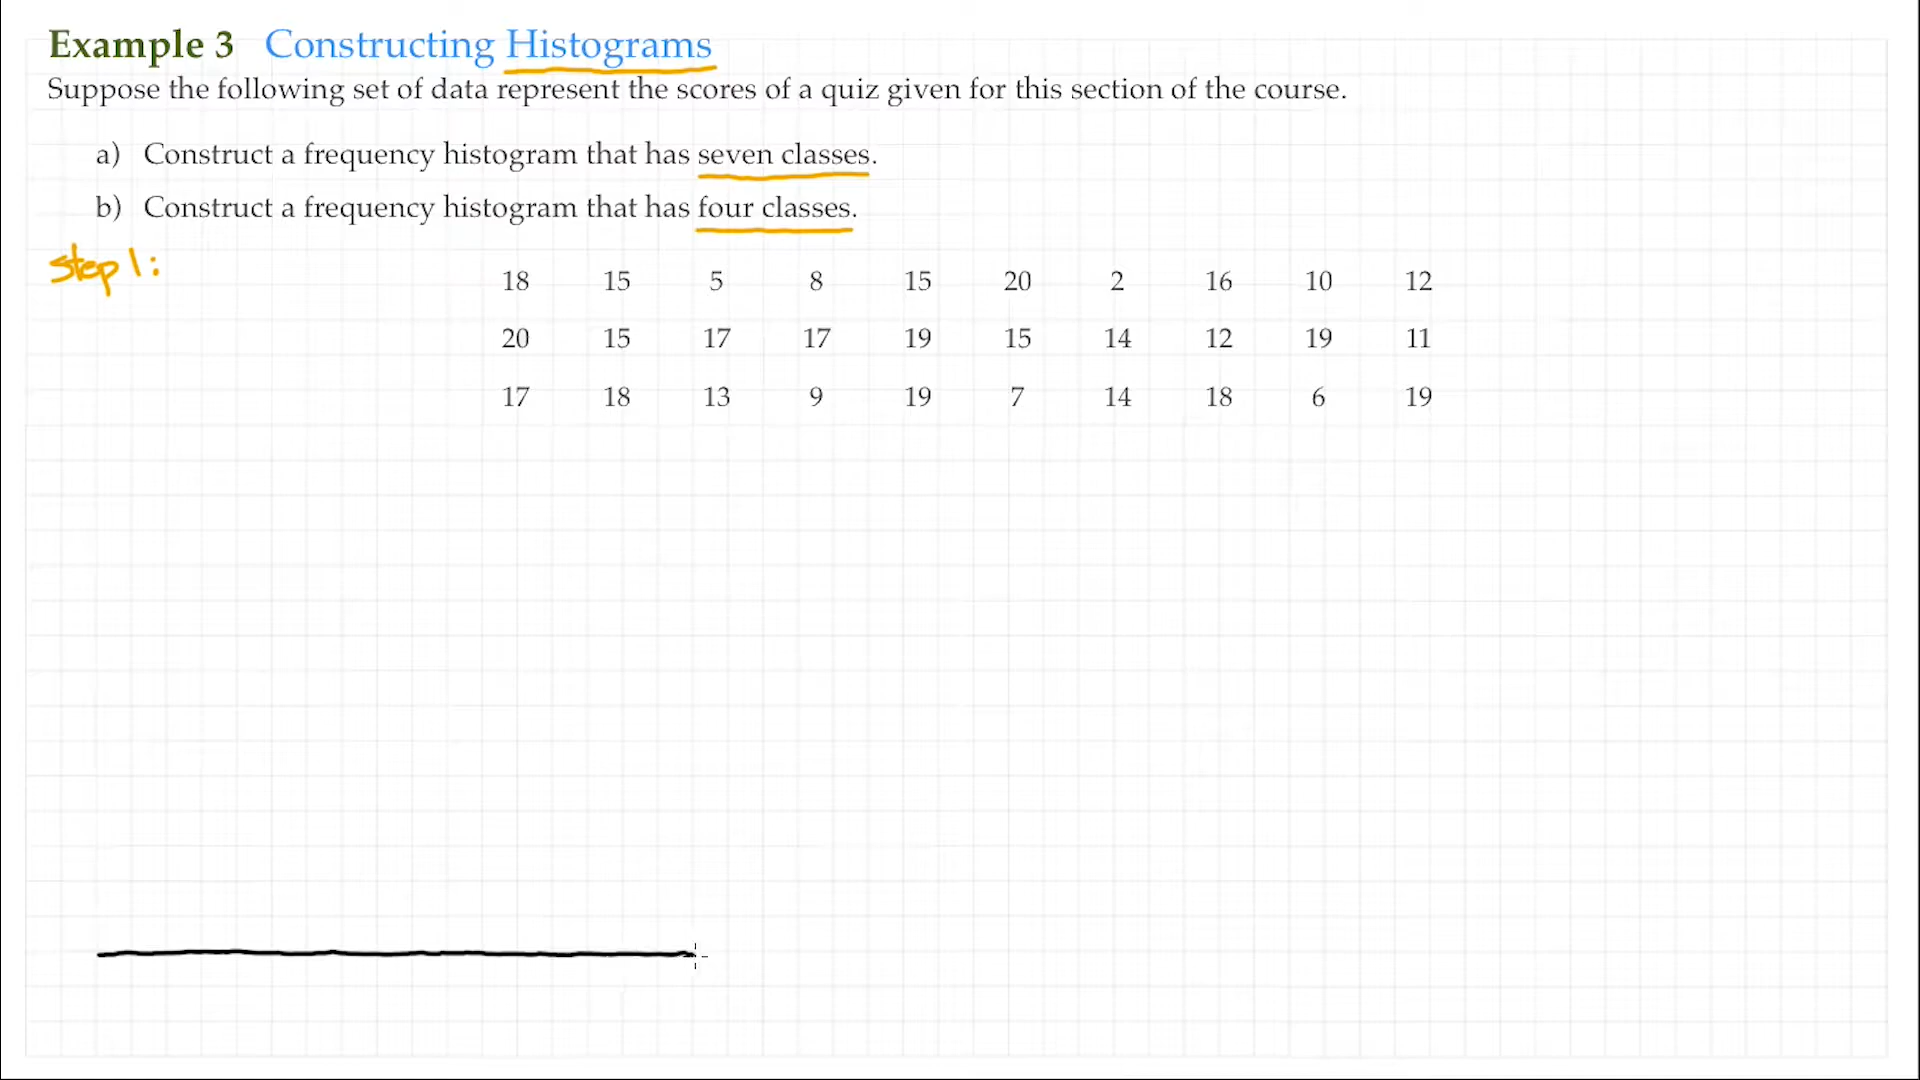 Example 3 Constructing Histograms
Suppose the following set of data represent the scores of a quiz given for this section of the course.
a) Construct a frequency histogram that has seven classes.
b) Construct a frequency histogram that has four classes.
Step 1:
18 15 5 8 15 20 2 16 10 12
20 15 17 17 19 15 14 12 19 11
17 18 13 9 19 7 14 18 6 19